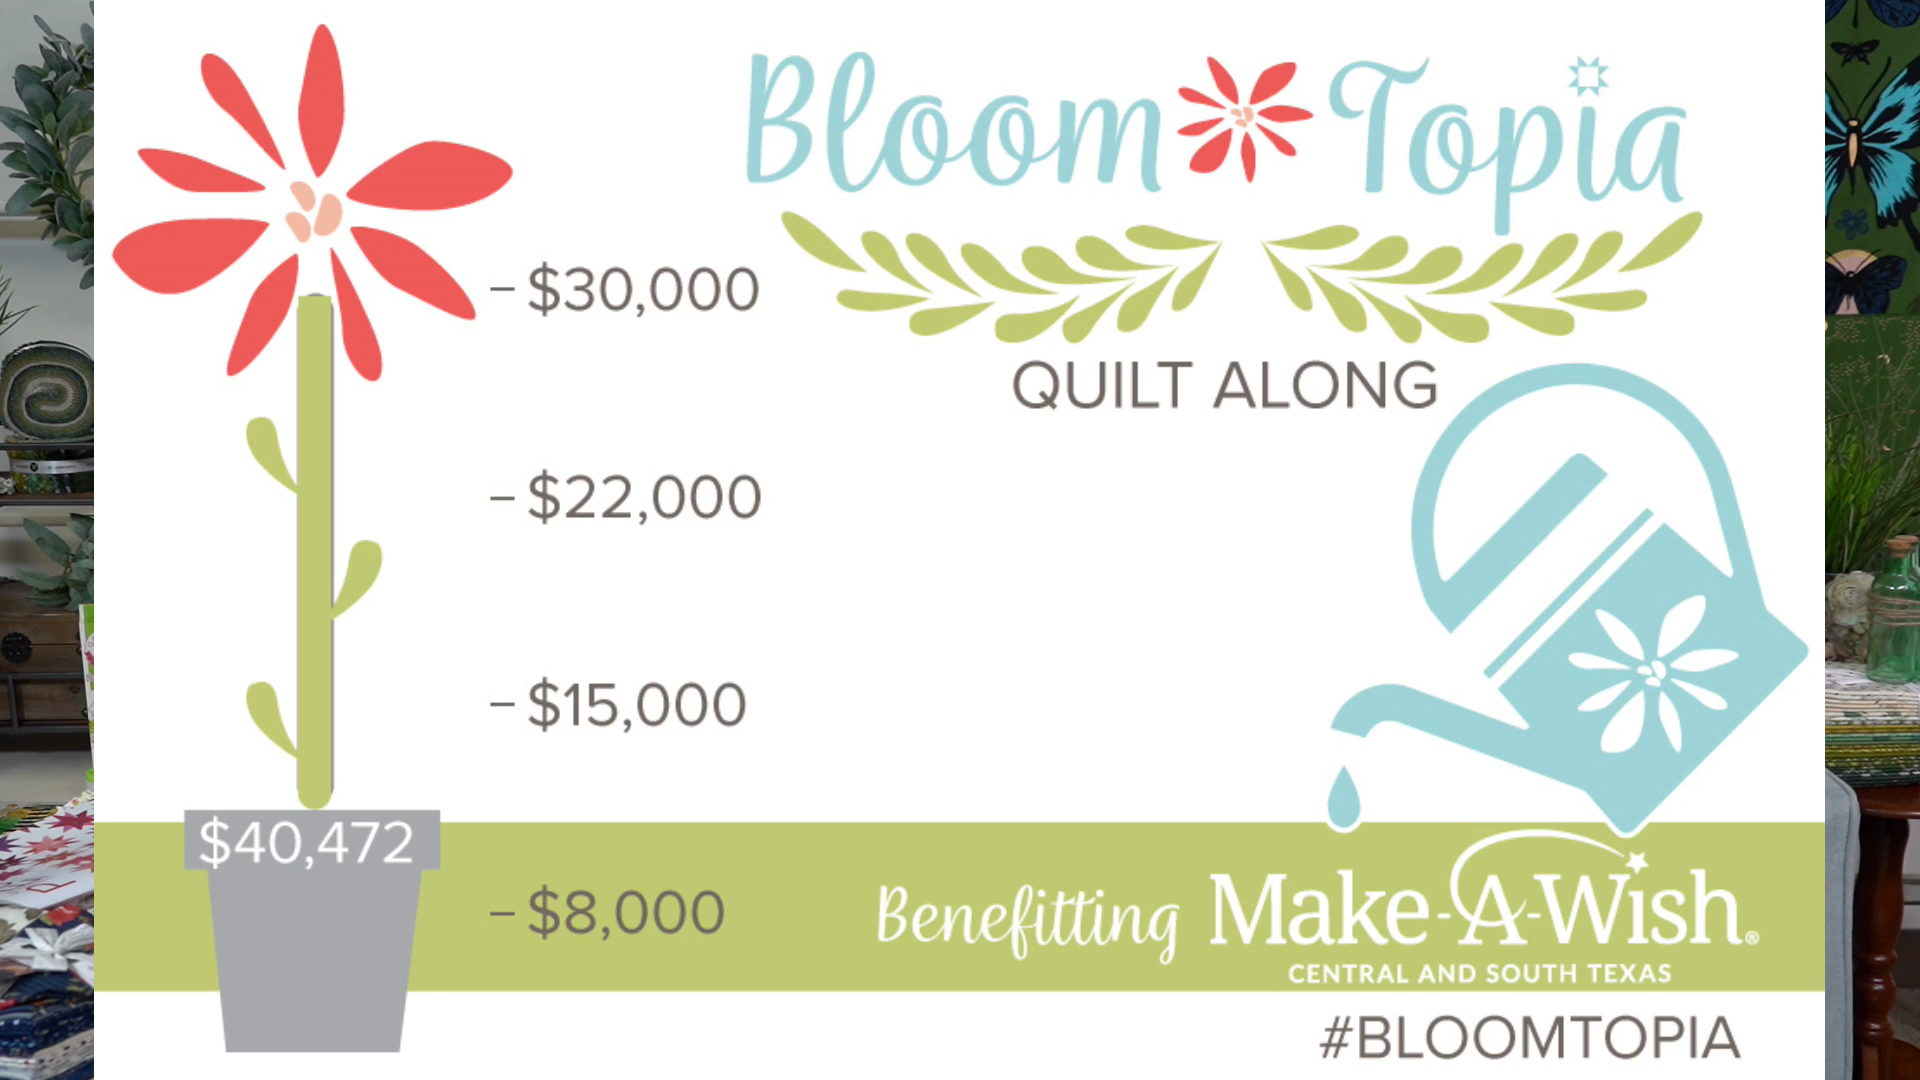 Bloom Topia
QUILT ALONG
– $30,000
– $22,000
– $15,000
$40,472
– $8,000
Benefitting Make-A-Wish®
CENTRAL AND SOUTH TEXAS
#BLOOMTOPIA